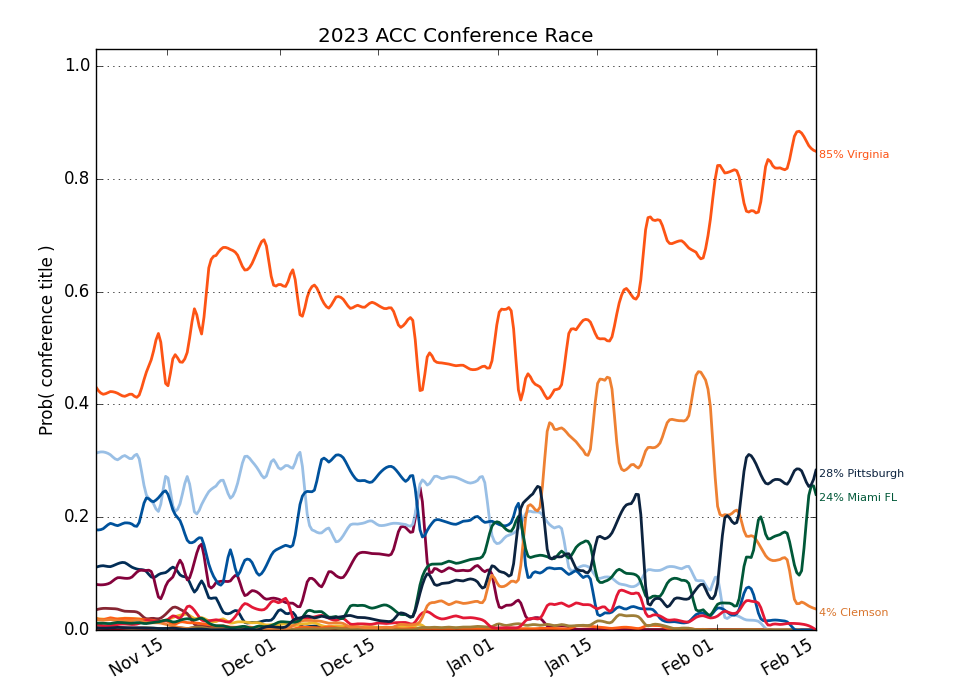 2023 ACC Conference Race
Prob( conference title )
1.0
0.8
0.6
0.4
0.2
0.0
85% Virginia
28% Pittsburgh
24% Miami FL
4% Clemson
Nov 15
Dec 01
Dec 15
Jan 01
Jan 15
Feb 01
Feb 15